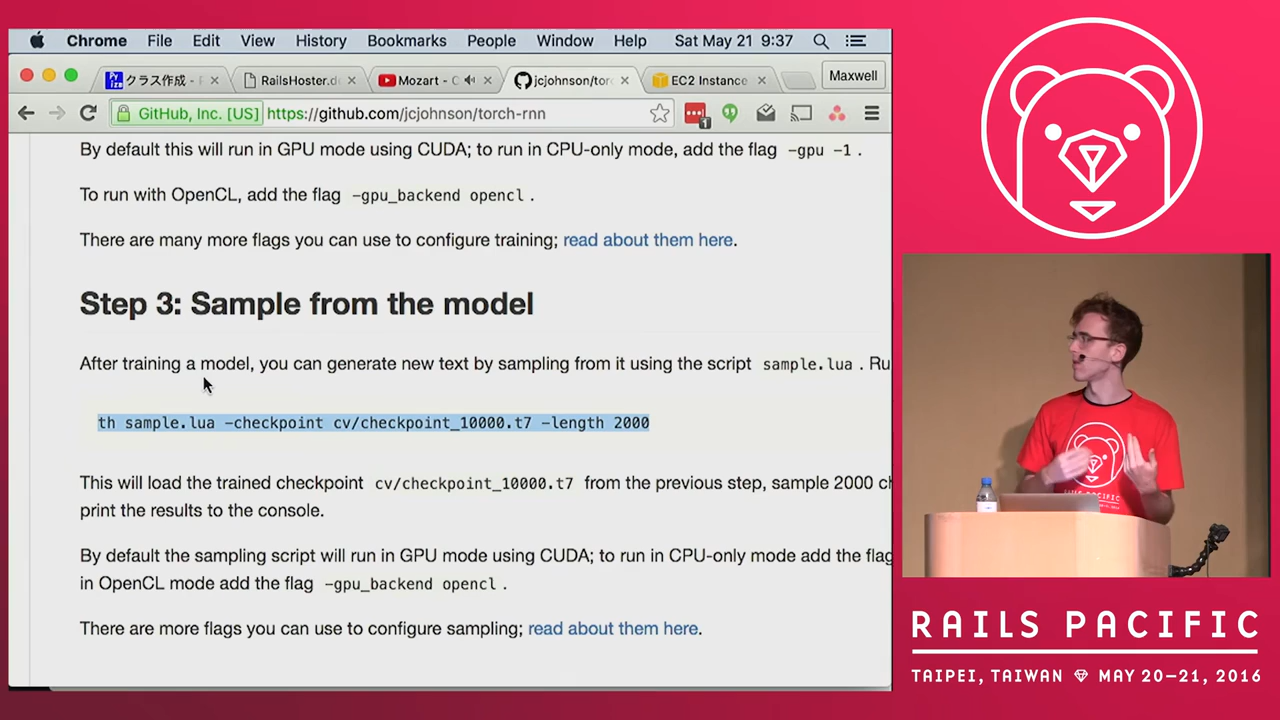 Chrome File Edit View History Bookmarks People Window Help Sat May 21 9:37
クラス作成 - P
RailsHoster.d
Mozart - C
jcjohnson/tor
EC2 Instance
Maxwell
GitHub, Inc. [US] https://github.com/jcjohnson/torch-rnn
1
By default this will run in GPU mode using CUDA; to run in CPU-only mode, add the flag -gpu -1 .
To run with OpenCL, add the flag -gpu_backend opencl .
There are many more flags you can use to configure training; read about them here.
Step 3: Sample from the model
After training a model, you can generate new text by sampling from it using the script sample.lua . Ru
th sample.lua -checkpoint cv/checkpoint_10000.t7 -length 2000
This will load the trained checkpoint cv/checkpoint_10000.t7 from the previous step, sample 2000 ch
print the results to the console.
By default the sampling script will run in GPU mode using CUDA; to run in CPU-only mode add the flag
in OpenCL mode add the flag -gpu_backend opencl .
There are more flags you can use to configure sampling; read about them here.
RAILS PACIFIC
RAILS PACIFIC
TAIPEI, TAIWAN MAY 20-21, 2016